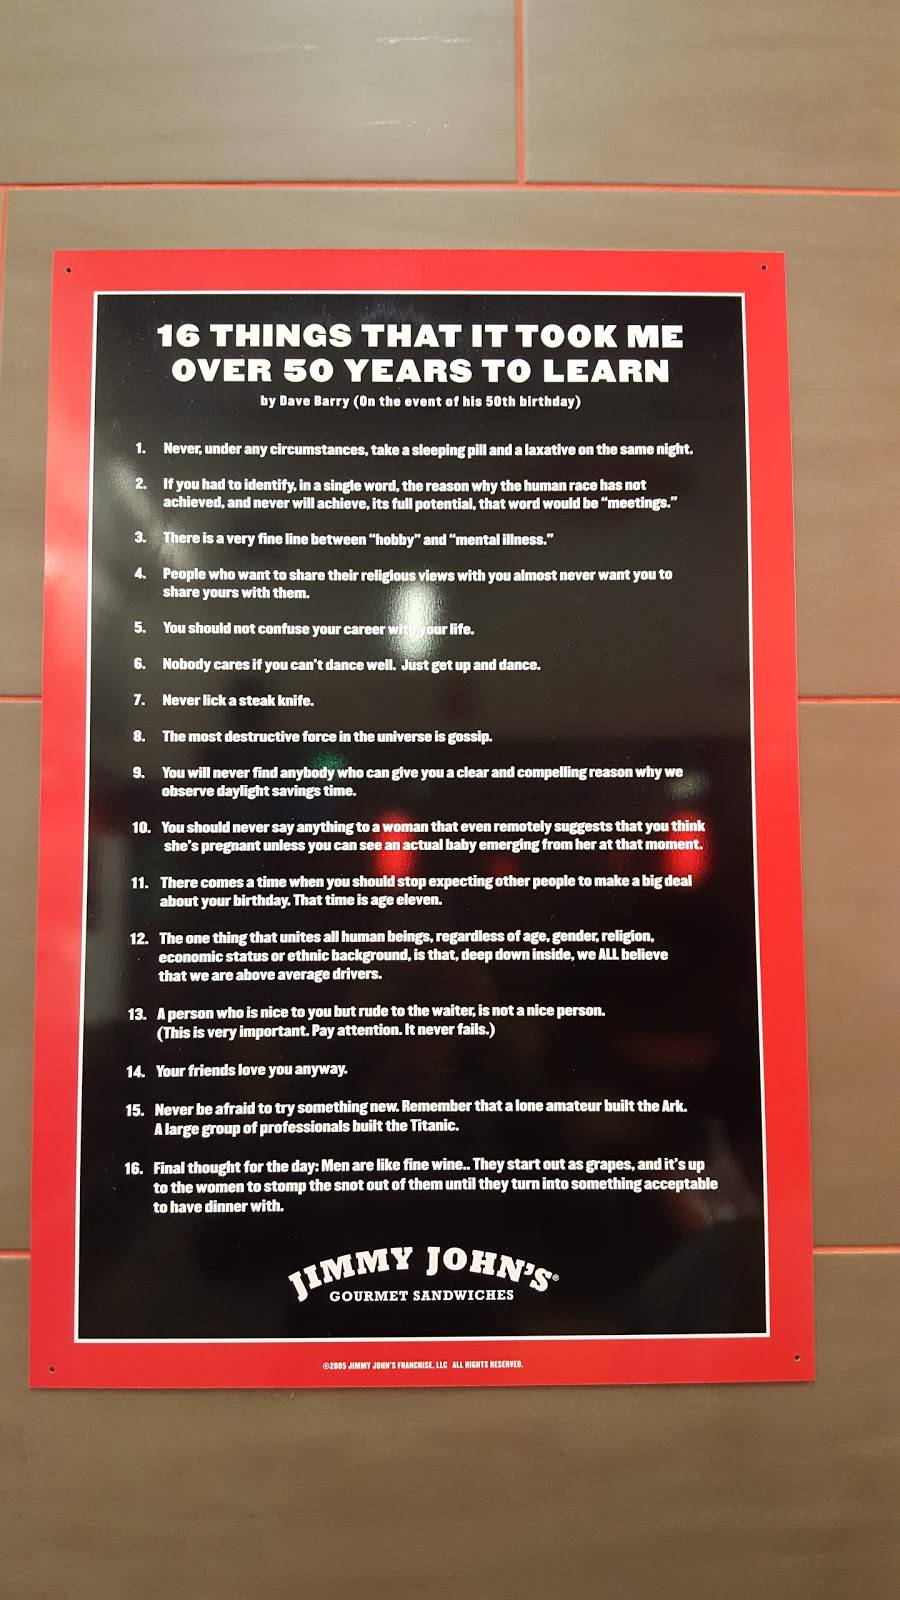 16 THINGS THAT IT TOOK ME
OVER 50 YEARS TO LEARN
by Dave Barry (On the event of his 50th birthday)
1. Never, under any circumstances, take a sleeping pill and a laxative on the same night.
2. If you had to identify, in a single word, the reason why the human race has not
achieved, and never will achieve, its full potential, that word would be “meetings.”
3. There is a very fine line between “hobby” and “mental illness.”
4. People who want to share their religious views with you almost never want you to
share yours with them.
5. You should not confuse your career with your life.
6. Nobody cares if you can't dance well. Just get up and dance.
7. Never lick a steak knife.
8. The most destructive force in the universe is gossip.
9. You will never find anybody who can give you a clear and compelling reason why we
observe daylight savings time.
10. You should never say anything to a woman that even remotely suggests that you think
she's pregnant unless you can see an actual baby emerging from her at that moment.
11. There comes a time when you should stop expecting other people to make a big deal
about your birthday. That time is age eleven.
12. The one thing that unites all human beings, regardless of age, gender, religion,
economic status or ethnic background, is that, deep down inside, we ALL believe
that we are above average drivers.
13. A person who is nice to you but rude to the waiter, is not a nice person.
(This is very important. Pay attention. It never fails.)
14. Your friends love you anyway.
15. Never be afraid to try something new. Remember that a lone amateur built the Ark.
A large group of professionals built the Titanic.
16. Final thought for the day: Men are like fine wine.. They start out as grapes, and it's up
to the women to stomp the snot out of them until they turn into something acceptable
to have dinner with.
JIMMY JOHN'S®
GOURMET SANDWICHES
©2005 JIMMY JOHN'S FRANCHISE, LLC ALL RIGHTS RESERVED.